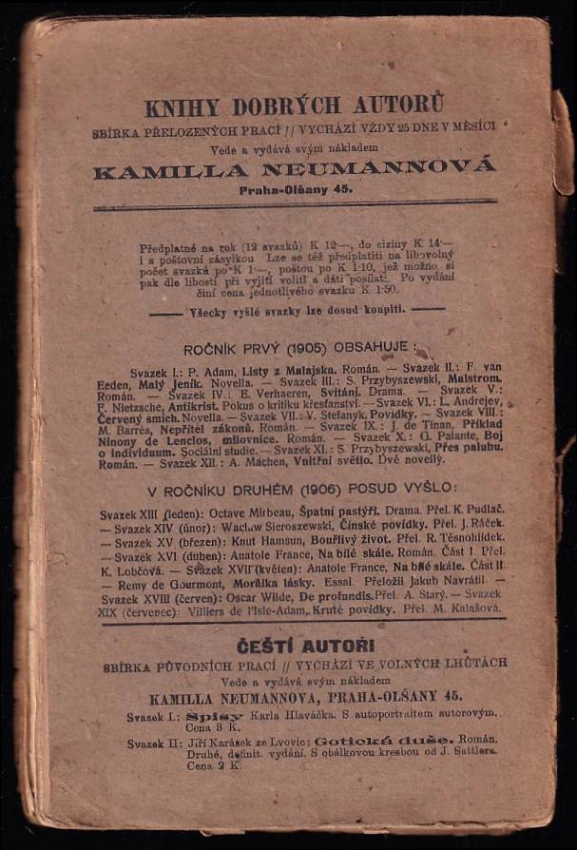 KNIHY DOBRÝCH AUTORŮ
SBÍRKA PŘELOZENÝCH PRACÍ // VYCHÁZÍ VŽDY 25 DNE V MĚSÍCI
Vede a vydává svým nákladem
KAMILLA NEUMANNOVÁ
Praha-Olšany 45.
Předplatné na rok (12 svazků) K 12·—, do ciziny K 14·—
i s poštovní zásylkou Lze se též předplatiti na libovolný
počet svazků po K 1·—, poštou po K 1·10, jež možno si
pak dle libosti při vyjití voliti a dáti posílati. Po vydání
činí cena jednotlivého svazku K 1·50.
— Všecky vyšlé svazky lze dosud koupiti. —
ROČNÍK PRVÝ (1905) OBSAHUJE:
Svazek I.: P. Adam, Listy z Malajska. Román. — Svazek II.: F. van
Eeden, Malý Jeník. Novella. — Svazek III.: S. Przybyszewski, Malstrom.
Román. — Svazek IV.: E. Verhaeren, Svítání. Drama. — Svazek V.:
F. Nietzsche, Antikrist. Pokus o kritiku křesťanství. — Svazek VI.: L. Andrejev,
Červený smích. Novella. — Svazek VII.: V. Stefanyk, Povídky. — Svazek VIII.:
M. Barrès, Nepřítel zákonů. Román. — Svazek IX.: J. de Tinan, Příklad
Ninony de Lenclos, milovnice. Román. — Svazek X.: G. Palante, Boj
o individuum. Sociální studie. — Svazek XI.: S. Przybyszewski, Přes palubu.
Román. — Svazek XII.: A. Machen, Vnitřní světlo. Dvě novelly.
V ROČNÍKU DRUHÉM (1906) POSUD VYŠLO:
Svazek XIII (leden): Octave Mirbeau, Špatní pastýři. Drama. Přel. K. Pudlač.
— Svazek XIV (únor): Waclaw Sieroszewski, Čínské povídky. Přel. J. Ráček.
— Svazek XV (březen): Knut Hamsun, Bouřlivý život. Přel. R. Těsnohlídek.
— Svazek XVI (duben): Anatole France, Na bílé skále. Román. Část I. Přel.
K. Lobčová. — Svazek XVII (květen): Anatole France, Na bílé skále. Část II.
— Remy de Gourmont, Morálka lásky. Essai. Přeložil Jakub Navrátil. —
Svazek XVIII (červen): Oscar Wilde, De profundis. Přel. A. Starý. — Svazek
XIX (červenec): Villiers de l'Isle-Adam, Kruté povídky. Přel. M. Kalašová.
ČEŠTÍ AUTOŘI
SBÍRKA PŮVODNÍCH PRACÍ // VYCHÁZÍ VE VOLNÝCH LHŮTÁCH
Vede a vydává svým nákladem
KAMILLA NEUMANNOVA, PRAHA-OLŠANY 45.
Svazek I.: Spisy Karla Hlaváčka. S autoportraitem autorovým.
Cena 3 K.
Svazek II: Jiří Karásek ze Lvovic: Gotická duše. Román.
Druhé, definit. vydání. S obálkovou kresbou od J. Sattlera.
Cena 2 K.